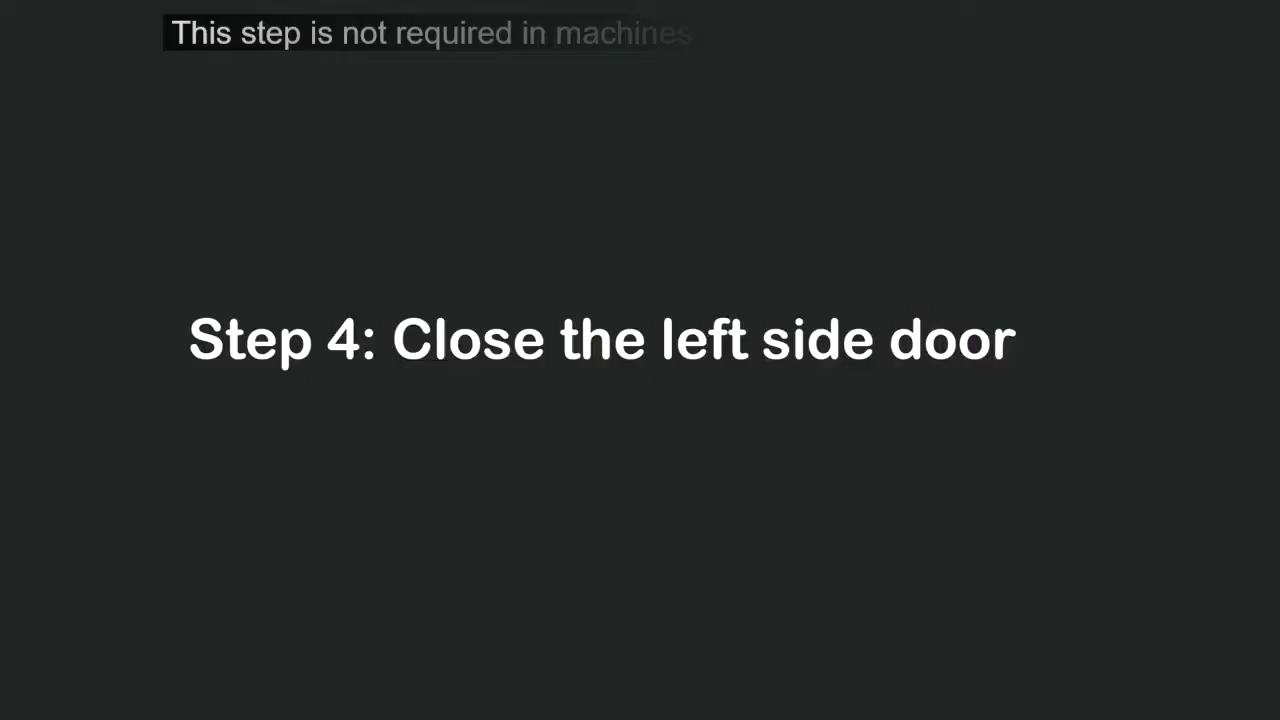 This step is not required in machines
Step 4: Close the left side door